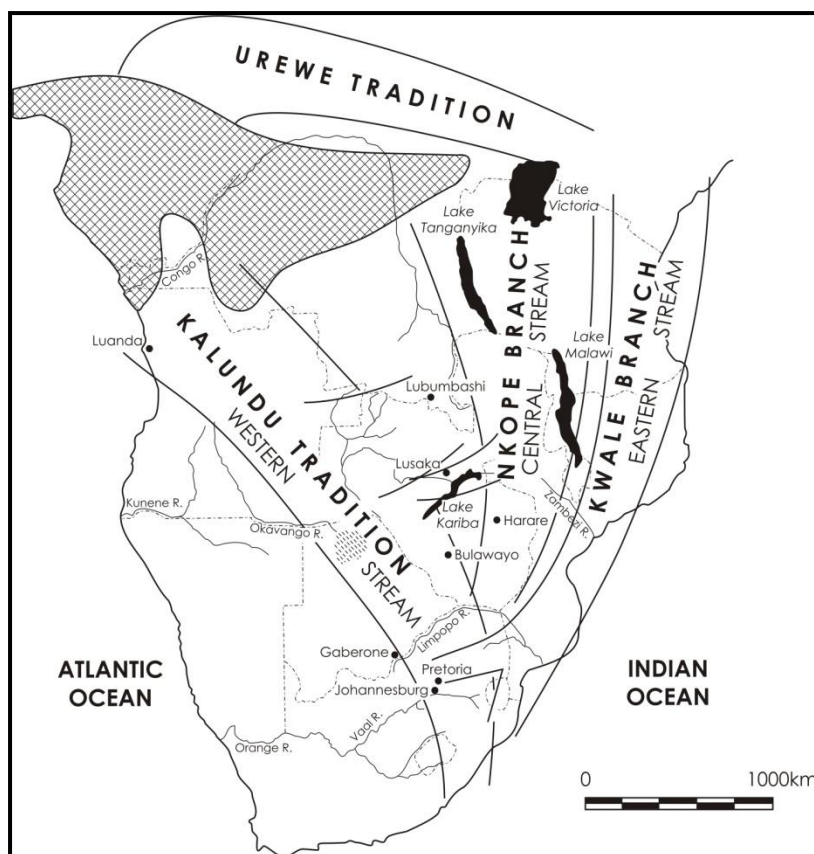 UREWE TRADITION
Lake
Victoria
Lake
Tanganyika
Congo R.
NKOPE BRANCH
CENTRAL STREAM
KWALE BRANCH
EASTERN STREAM
Lake
Malawi
Luanda
KALUNDU TRADITION
WESTERN STREAM
Lubumbashi
Lusaka
Lake
Kariba
Zambezi R.
Harare
Kunene R.
Okavango R.
Bulawayo
Limpopo R.
Gaberone
Pretoria
Johannesburg
ATLANTIC
OCEAN
INDIAN
OCEAN
Vaal R.
Orange R.
0 1000km